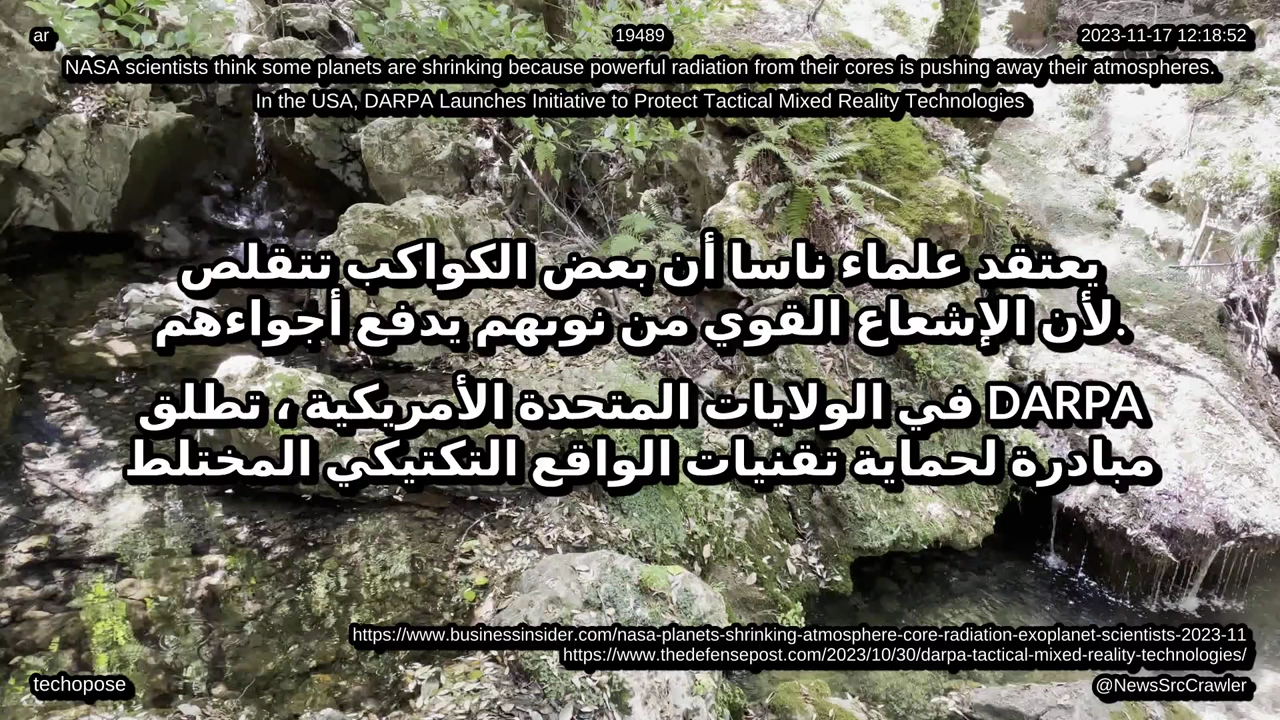 ar
19489
2023-11-17 12:18:52
NASA scientists think some planets are shrinking because powerful radiation from their cores is pushing away their atmospheres.
In the USA, DARPA Launches Initiative to Protect Tactical Mixed Reality Technologies
يعتقد علماء ناسا أن بعض الكواكب تتقلص
لأن الإشعاع القوي من نوىهم يدفع أجواءهم.
في الولايات المتحدة الأمريكية ، تطلق DARPA
مبادرة لحماية تقنيات الواقع التكتيكي المختلط
https://www.businessinsider.com/nasa-planets-shrinking-atmosphere-core-radiation-exoplanet-scientists-2023-11
https://www.thedefensepost.com/2023/10/30/darpa-tactical-mixed-reality-technologies/
techopose
@NewsSrcCrawler